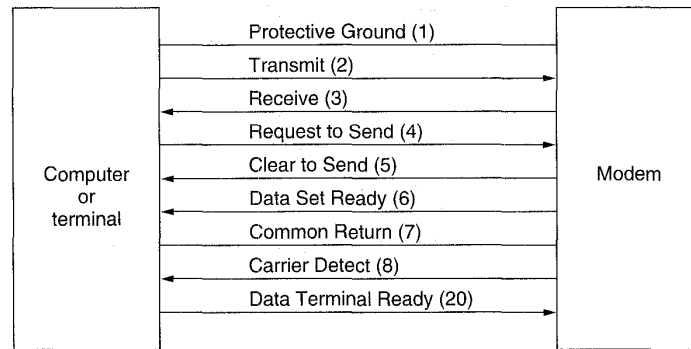 Protective Ground (1)
Transmit (2)
Receive (3)
Request to Send (4)
Clear to Send (5)
Data Set Ready (6)
Common Return (7)
Carrier Detect (8)
Data Terminal Ready (20)
Computer
or
terminal
Modem